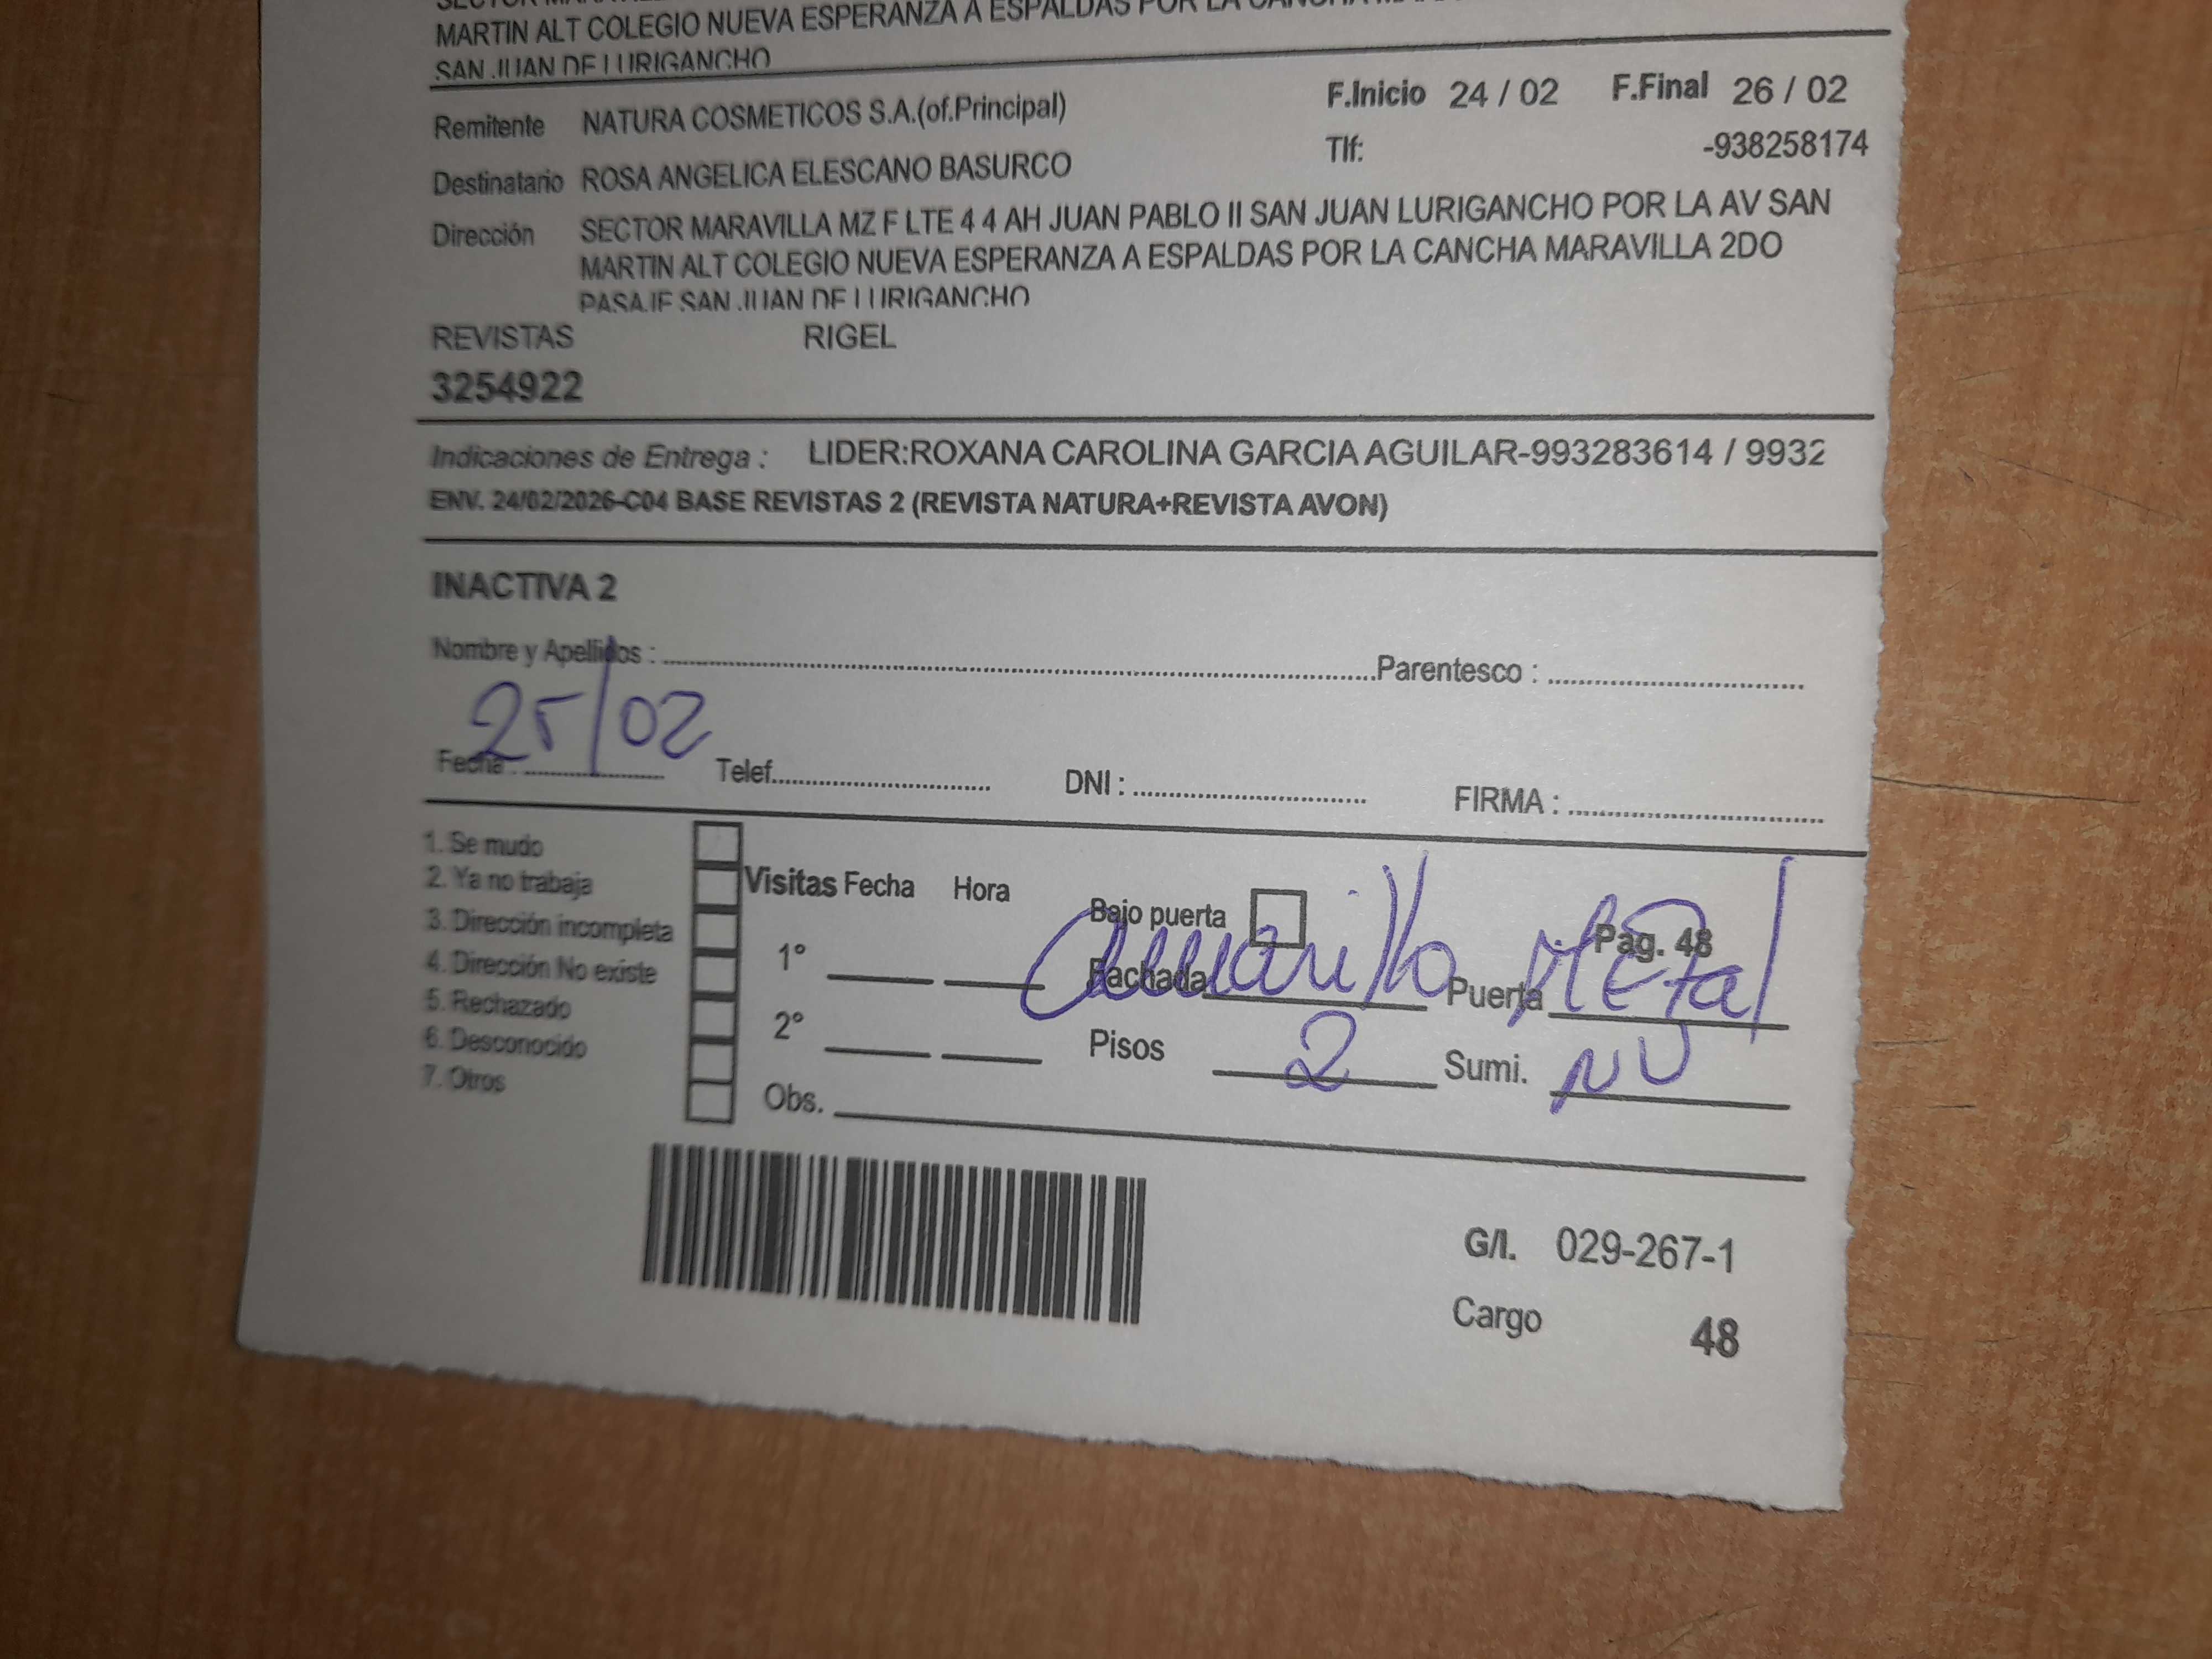 MARTIN ALT COLEGIO NUEVA ESPERANZA A ESPALDAS POR LA CANCHA
SAN JUAN DE LURIGANCHO
Remitente NATURA COSMETICOS S.A.(of.Principal) F.Inicio 24 / 02 F.Final 26 / 02
Destinatario ROSA ANGELICA ELESCANO BASURCO Tlf: -938258174
Dirección SECTOR MARAVILLA MZ F LTE 4 4 AH JUAN PABLO II SAN JUAN LURIGANCHO POR LA AV SAN
MARTIN ALT COLEGIO NUEVA ESPERANZA A ESPALDAS POR LA CANCHA MARAVILLA 2DO
PASAJE SAN JUAN DE LURIGANCHO
REVISTAS RIGEL
3254922
Indicaciones de Entrega : LIDER:ROXANA CAROLINA GARCIA AGUILAR-993283614 / 9932
ENV. 24/02/2026-C04 BASE REVISTAS 2 (REVISTA NATURA+REVISTA AVON)
INACTIVA 2
Nombre y Apellidos : Parentesco :
25/02
Fecha : Telef. DNI : FIRMA :
1. Se mudo
2. Ya no trabaja Visitas Fecha Hora Bajo puerta Pag. 48
3. Dirección incompleta 1° Fachada amarillo Puerta Metal
4. Dirección No existe
5. Rechazado 2° Pisos 2 Sumi. NU
6. Desconocido
7. Otros Obs.
G/I. 029-267-1
Cargo 48